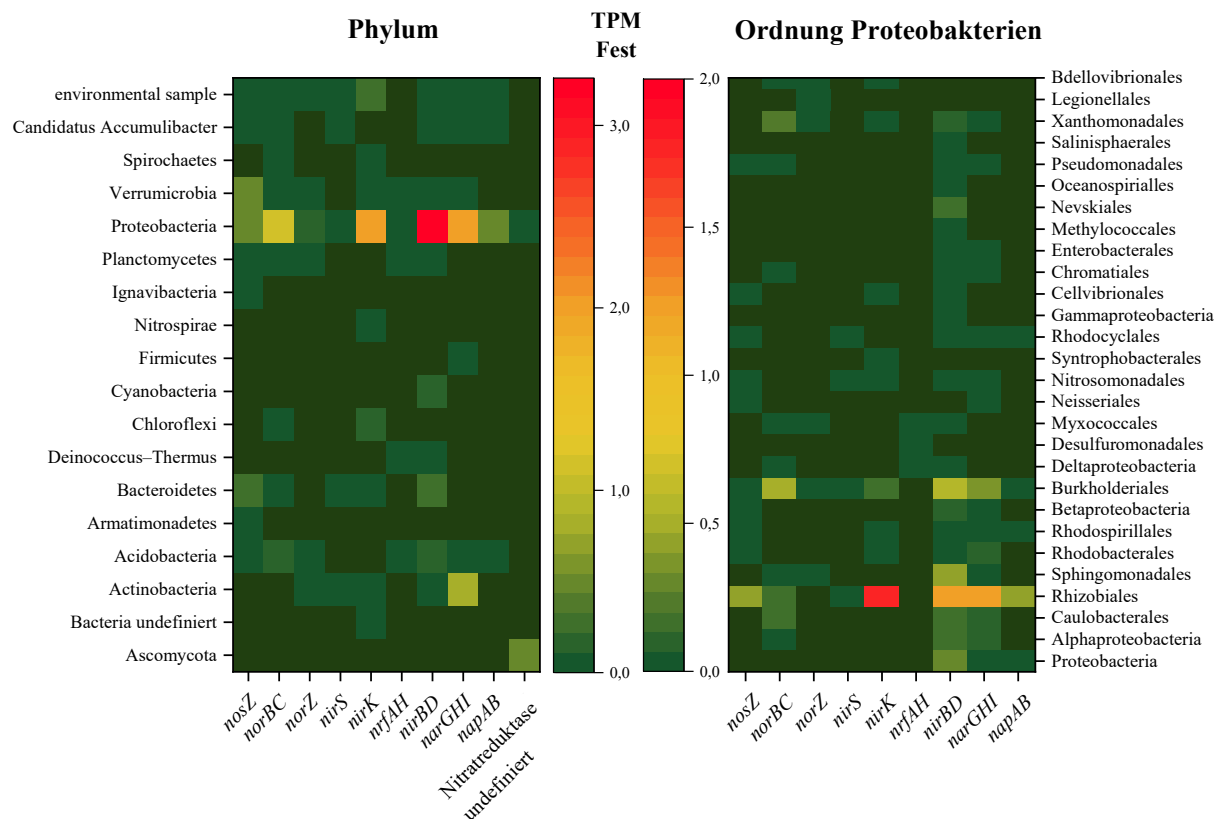 Phylum
TPM
Fest
Ordnung Proteobakterien
environmental sample
Candidatus Accumulibacter
Spirochaetes
Verrumicrobia
Proteobacteria
Planctomycetes
Ignavibacteria
Nitrospirae
Firmicutes
Cyanobacteria
Chloroflexi
Deinococcus–Thermus
Bacteroidetes
Armatimonadetes
Acidobacteria
Actinobacteria
Bacteria undefiniert
Ascomycota
nosZ
norBC
norZ
nirS
nirK
nrfAH
nirBD
narGHI
napAB
Nitratreduktase
undefiniert
3,0
2,0
1,0
0,0
2,0
1,5
1,0
0,5
0,0
Bdellovibrionales
Legionellales
Xanthomonadales
Salinisphaerales
Pseudomonadales
Oceanospirialles
Nevskiales
Methylococcales
Enterobacterales
Chromatiales
Cellvibrionales
Gammaproteobacteria
Rhodocyclales
Syntrophobacterales
Nitrosomonadales
Neisseriales
Myxococcales
Desulfuromonadales
Deltaproteobacteria
Burkholderiales
Betaproteobacteria
Rhodospirillales
Rhodobacterales
Sphingomonadales
Rhizobiales
Caulobacterales
Alphaproteobacteria
Proteobacteria
nosZ
norBC
norZ
nirS
nirK
nrfAH
nirBD
narGHI
napAB